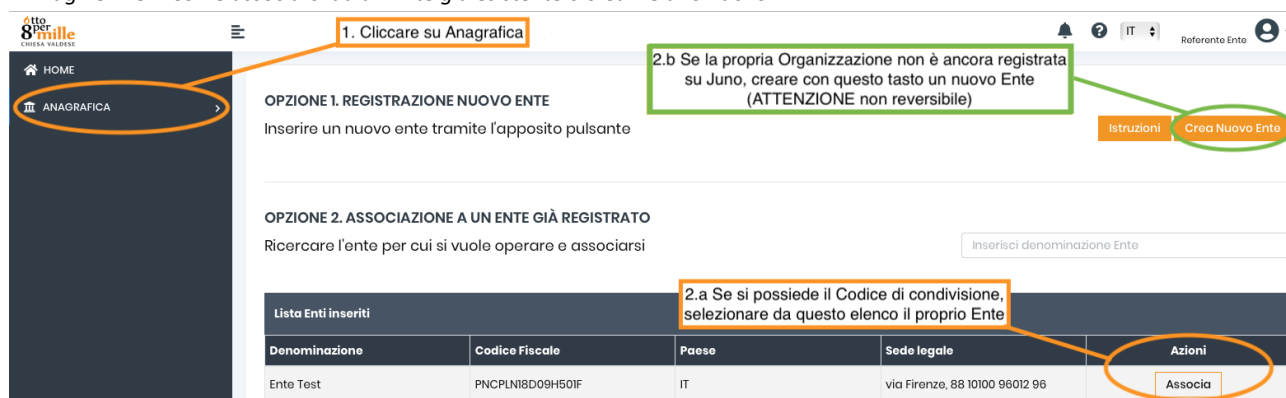 8 otto per mille
CHIESA VALDESE
1. Cliccare su Anagrafica
IT
Referente Ente
HOME
ANAGRAFICA
2.b Se la propria Organizzazione non è ancora registrata
su Juno, creare con questo tasto un nuovo Ente
(ATTENZIONE non reversibile)
OPZIONE 1. REGISTRAZIONE NUOVO ENTE
Inserire un nuovo ente tramite l'apposito pulsante
Istruzioni
Crea Nuovo Ente
OPZIONE 2. ASSOCIAZIONE A UN ENTE GIÀ REGISTRATO
Ricercare l'ente per cui si vuole operare e associarsi
Inserisci denominazione Ente
2.a Se si possiede il Codice di condivisione,
selezionare da questo elenco il proprio Ente
Lista Enti inseriti
Denominazione Codice Fiscale Paese Sede legale Azioni
Ente Test PNCPLN18D09H501F IT via Firenze, 88 10100 96012 96 Associa